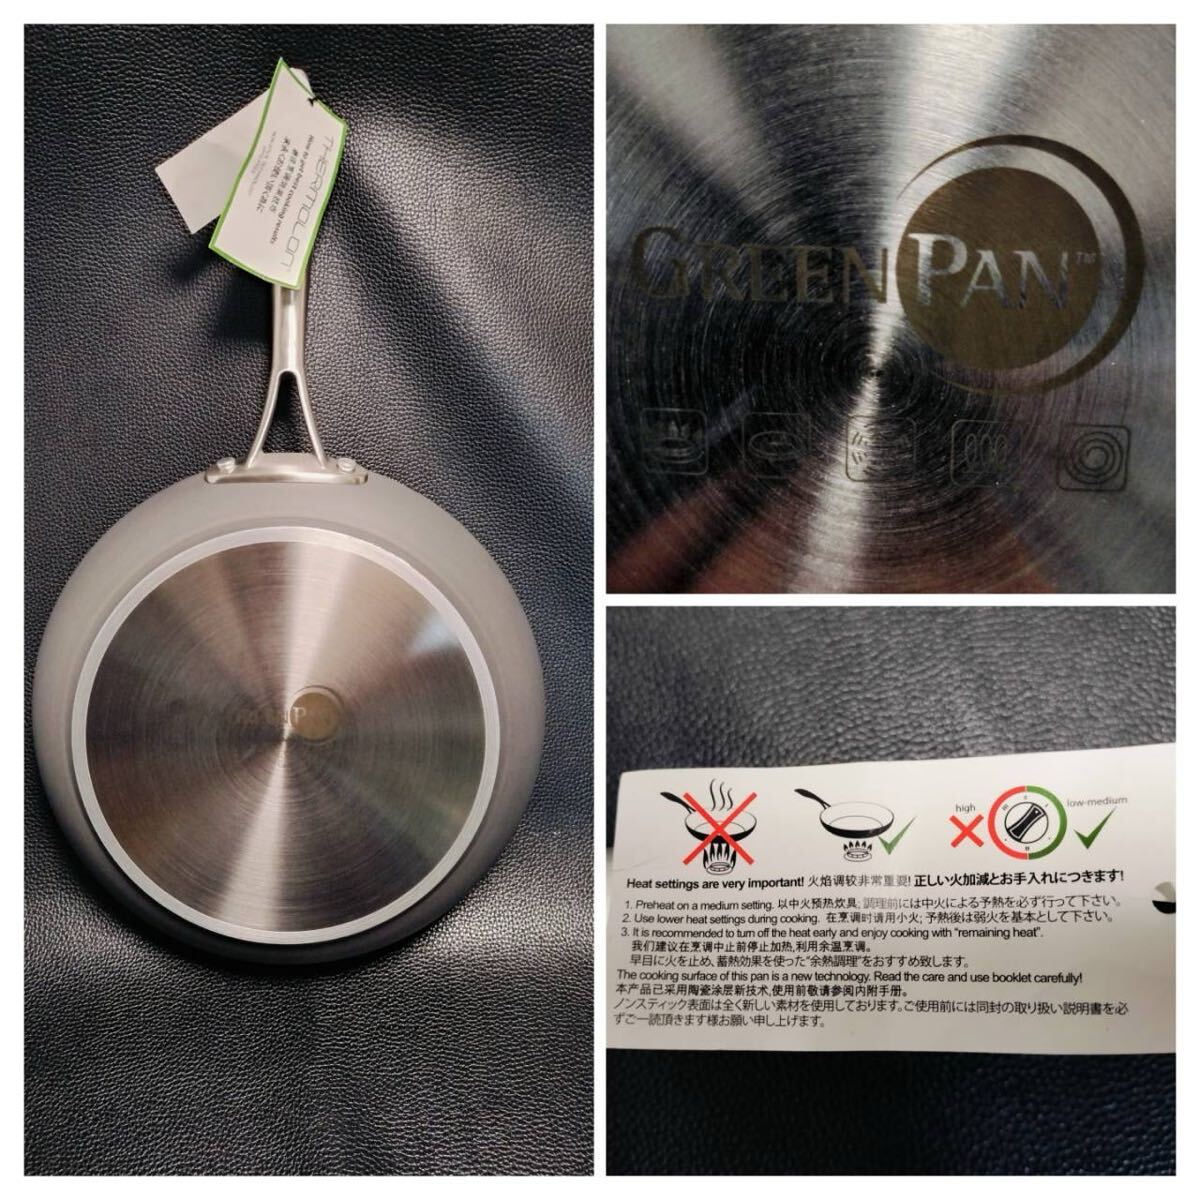 THERMOLON
How to get best cooking results
GREENPAN™
high
low-medium
Heat settings are very important! 火焰调较非常重要! 正しい火加減とお手入れにつきます!
1. Preheat on a medium setting. 以中火预热炊具; 調理前には中火による予熱を必ず行って下さい。
2. Use lower heat settings during cooking. 在烹调时请用小火; 予熱後は弱火を基本として下さい。
3. It is recommended to turn off the heat early and enjoy cooking with "remaining heat".
我们建议在烹调中止前停止加热,利用余温烹调。
早目に火を止め、蓄熱効果を使った"余熱調理"をおすすめ致します。
The cooking surface of this pan is a new technology. Read the care and use booklet carefully!
本产品已采用陶瓷涂层新技术,使用前敬请参阅内附手册。
ノンスティック表面は全く新しい素材を使用しております。ご使用前には同封の取り扱い説明書を必
ずご一読頂きます様お願い申し上げます。